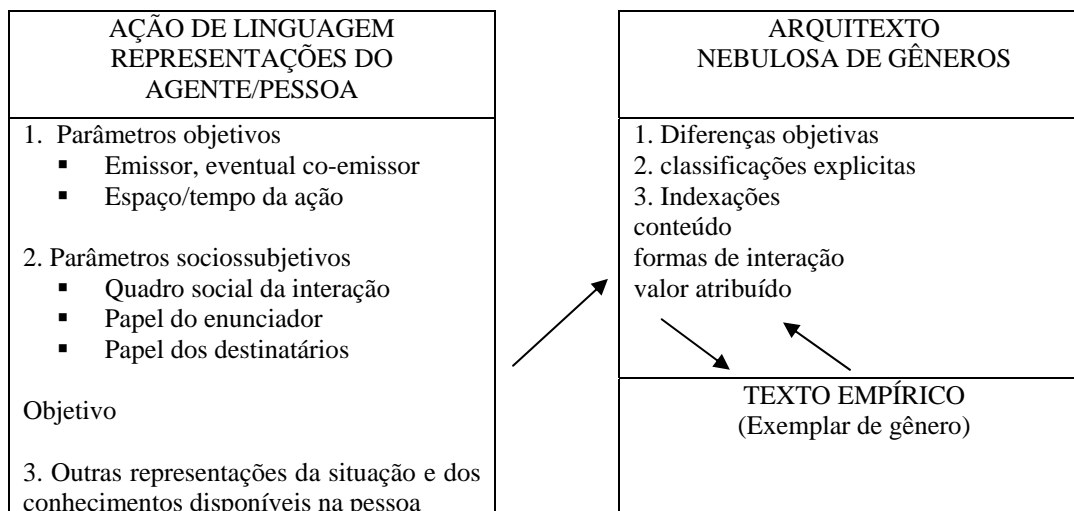 AÇÃO DE LINGUAGEM
REPRESENTAÇÕES DO
AGENTE/PESSOA
1. Parâmetros objetivos
▪ Emissor, eventual co-emissor
▪ Espaço/tempo da ação
2. Parâmetros sociossubjetivos
▪ Quadro social da interação
▪ Papel do enunciador
▪ Papel dos destinatários
Objetivo
3. Outras representações da situação e dos
conhecimentos disponíveis na pessoa
ARQUITEXTO
NEBULOSA DE GÊNEROS
1. Diferenças objetivas
2. classificações explicitas
3. Indexações
conteúdo
formas de interação
valor atribuído
TEXTO EMPÍRICO
(Exemplar de gênero)